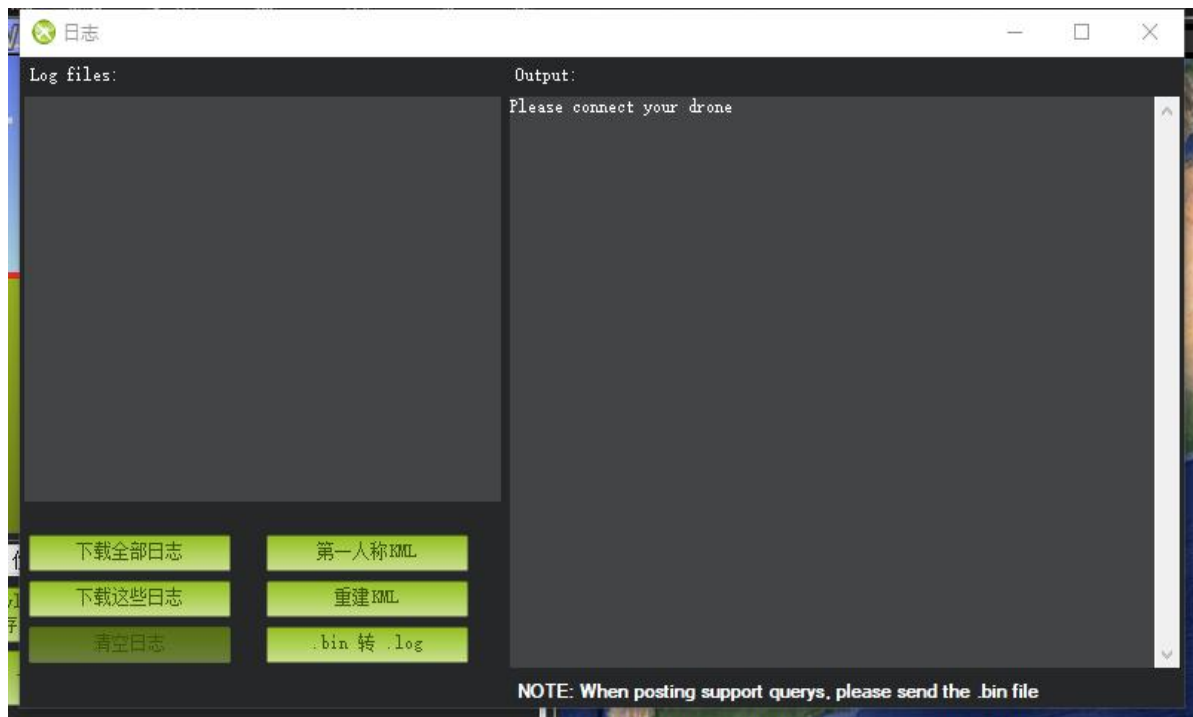 日志
Log files:
Output:
Please connect your drone
下载全部日志
第一人称KML
下载这些日志
重建KML
清空日志
.bin 转 .log
NOTE: When posting support querys, please send the .bin file